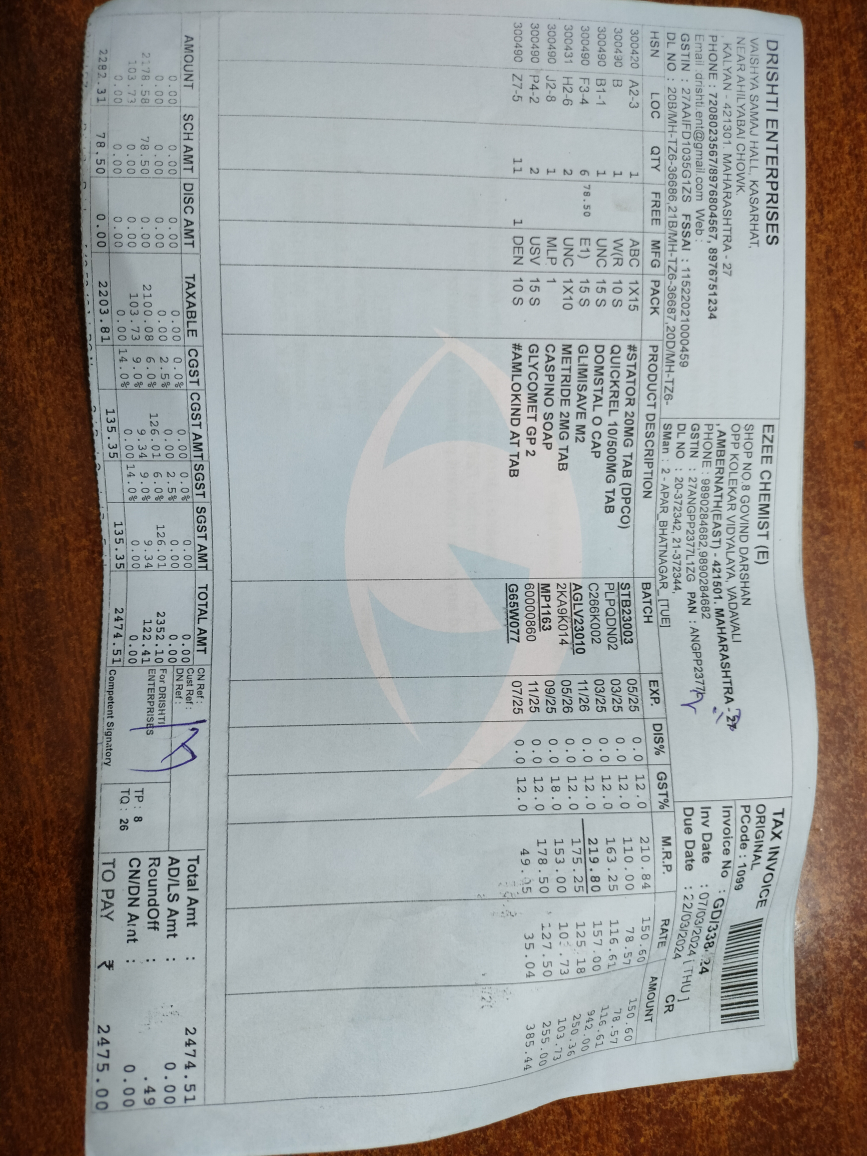 DRISHTI ENTERPRISES
VAISHYA SAMAJ HALL, KASARHAT,
NEAR AHILYABAI CHOWK,
, KALYAN - 421301. MAHARASHTRA - 27
PHONE : 7208023567/8976804567, 8976751234
Email drishti.ent@gmail.com Web :
GSTIN : 27AAIFD1035G1ZS FSSAI : 11522021000459
DL NO : 20B/MH-TZ6-36686,21B/MH-TZ6-36687,20D/MH-TZ6-
EZEE CHEMIST (E)
SHOP NO.8 GOVIND DARSHAN
OPP KOLEKAR VIDYALAYA, VADAVALI
,AMBERNATH(EAST) - 421501. MAHARASHTRA - 27
PHONE : 9890284682,9890284682
GSTIN : 27ANGPP2377L1ZG PAN : ANGPP2377
DL NO : 20-372342, 21-372344,
SMan : 2 - APAR_BHATNAGAR_[TUE]
TAX INVOICE
ORIGINAL
PCode : 1099
Invoice No : GD/338 24
Inv Date : 07/03/2024 [THU]
Due Date : 22/03/2024
CR
HSN LOC QTY FREE MFG PACK PRODUCT DESCRIPTION BATCH EXP. DIS% GST% M.R.P. RATE AMOUNT
300420 A2-3 1 ABC 1X15 #STATOR 20MG TAB (DPCO) STB23003 05/25 0.0 12.0 210.84 150.60 150.60
300490 B 1 W(R 10 S QUICKREL 10/500MG TAB PLPQDN02 03/25 0.0 12.0 110.00 78.57 78.57
300490 B1-1 1 UNC 15 S DOMSTAL O CAP C266K002 03/25 0.0 12.0 163.25 116.61 116.61
300490 F3-4 6 78.50 E1) 15 S GLIMISAVE M2 AGLV23010 11/26 0.0 12.0 219.80 157.00 942.00
300431 H2-6 2 UNC 1X10 METRIDE 2MG TAB 2KA9K014 05/26 0.0 12.0 175.25 125.18 250.36
300490 J2-8 1 MLP 1 CASPINO SOAP MP1163 09/25 0.0 18.0 153.00 103.73 103.73
300490 P4-2 2 USV 15 S GLYCOMET GP 2 60000860 11/25 0.0 12.0 178.50 127.50 255.00
300490 Z7-5 11 1 DEN 10 S #AMLOKIND AT TAB G65W077 07/25 0.0 12.0 35.04 385.44
AMOUNT SCH AMT DISC AMT TAXABLE CGST CGST AMT SGST SGST AMT TOTAL AMT
0.00 0.00 0.00 0.00 0.0% 0.00 0.0% 0.00 0.00
0.00 0.00 0.00 0.00 2.5% 0.00 2.5% 0.00 0.00
2178.58 78.50 0.00 2100.08 6.0% 126.01 6.0% 126.01 2352.10
103.73 0.00 0.00 103.73 9.0% 9.34 9.0% 9.34 122.41
0.00 0.00 0.00 0.00 14.0% 0.00 14.0% 0.00 0.00
2282.31 78.50 0.00 2203.81 135.35 135.35 2474.51
CN Ref :
Cust Ref :
DN Ref :
For DRISHTI
ENTERPRISES
Competent Signatory
TP : 8
TQ : 26
Total Amt : 2474.51
AD/LS Amt : 0.00
RoundOff : .49
CN/DN Amt : 0.00
TO PAY ₹ 2475.00